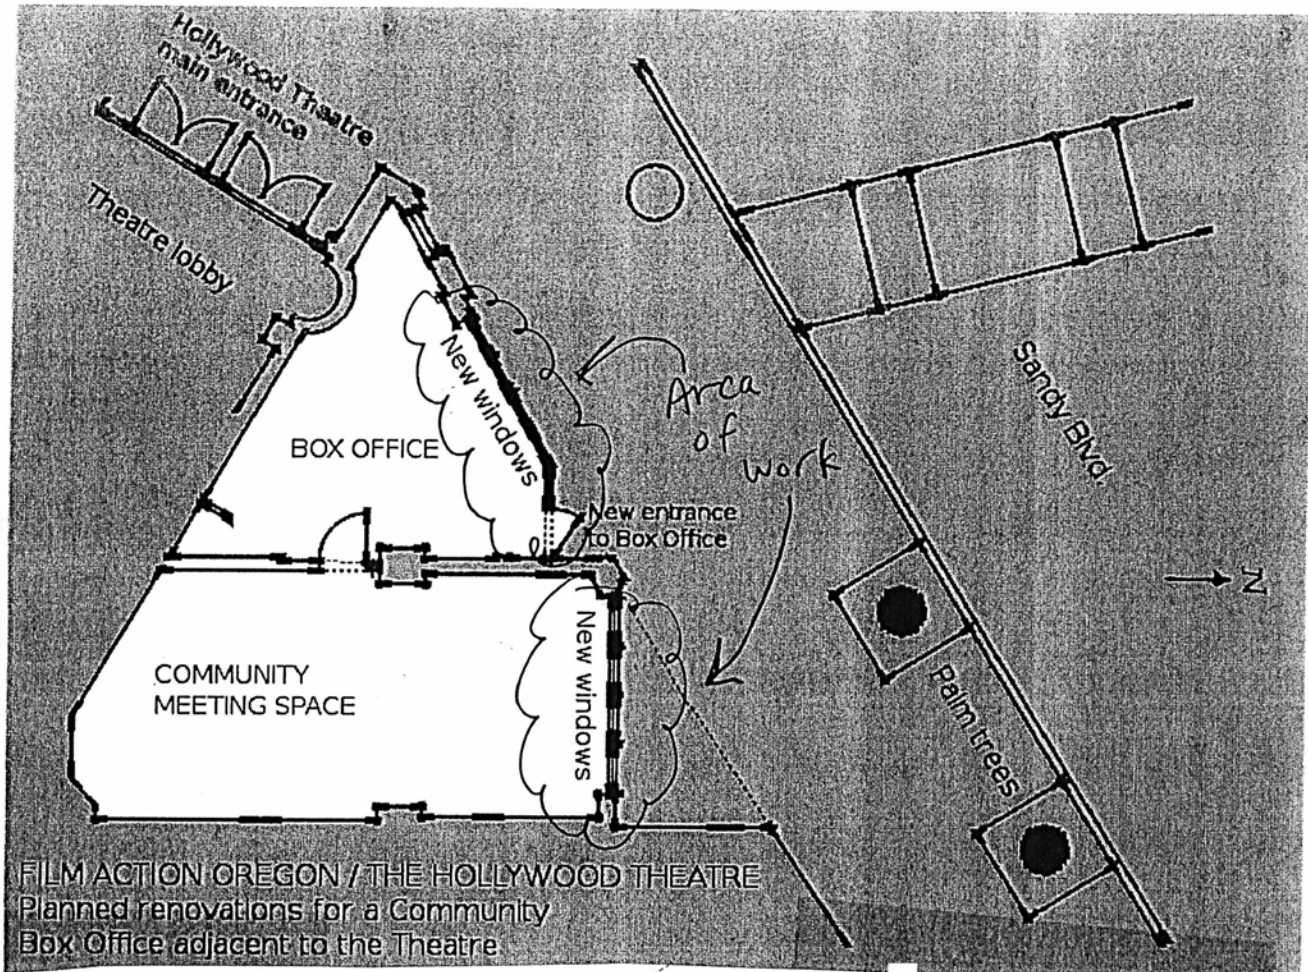 Hollywood Theatre
main entrance
Theatre lobby
New windows
Area
of
work
Sandy Blvd.
BOX OFFICE
New entrance
to Box Office
N
COMMUNITY
MEETING SPACE
New windows
Palm trees
FILM ACTION OREGON / THE HOLLYWOOD THEATRE
Planned renovations for a Community
Box Office adjacent to the Theatre